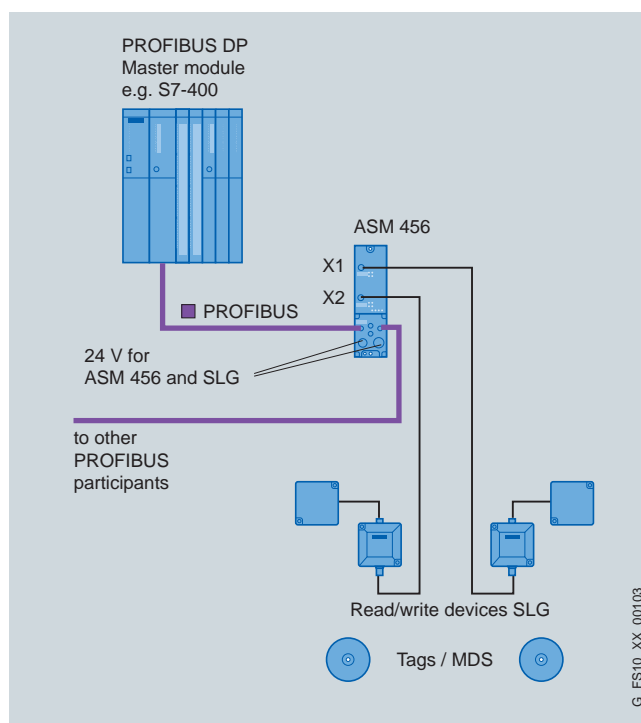 PROFIBUS DP
Master module
e.g. S7-400
ASM 456
X1
X2
PROFIBUS
24 V for
ASM 456 and SLG
to other
PROFIBUS
participants
Read/write devices SLG
Tags / MDS
G_FS10_XX_00103